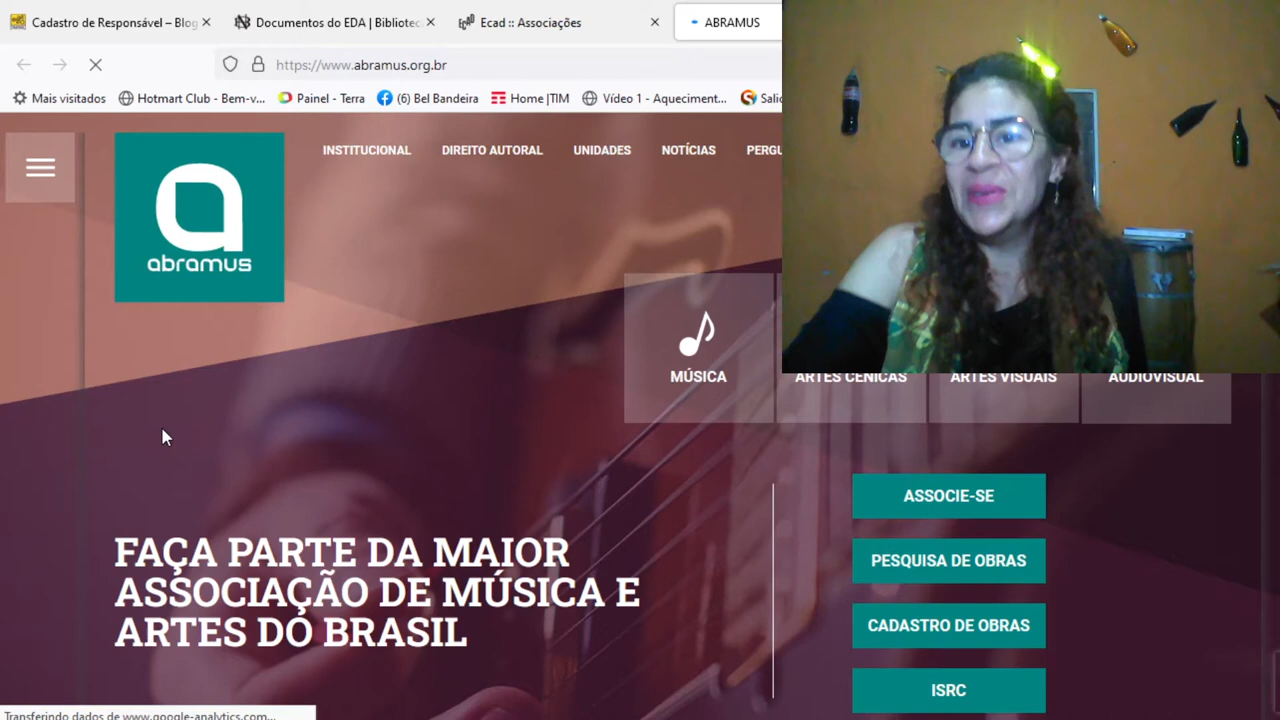 Cadastro de Responsável – Blog
Documentos do EDA | Bibliotec
Ecad :: Associações
ABRAMUS
https://www.abramus.org.br
Mais visitados
Hotmart Club - Bem-v...
Painel - Terra
(6) Bel Bandeira
Home |TIM
Vídeo 1 - Aqueciment...
INSTITUCIONAL
DIREITO AUTORAL
UNIDADES
NOTÍCIAS
abramus
MÚSICA
ARTES CÊNICAS
ARTES VISUAIS
AUDIOVISUAL
ASSOCIE-SE
PESQUISA DE OBRAS
CADASTRO DE OBRAS
ISRC
FAÇA PARTE DA MAIOR
ASSOCIAÇÃO DE MÚSICA E
ARTES DO BRASIL
Transferindo dados de www.google-analytics.com...